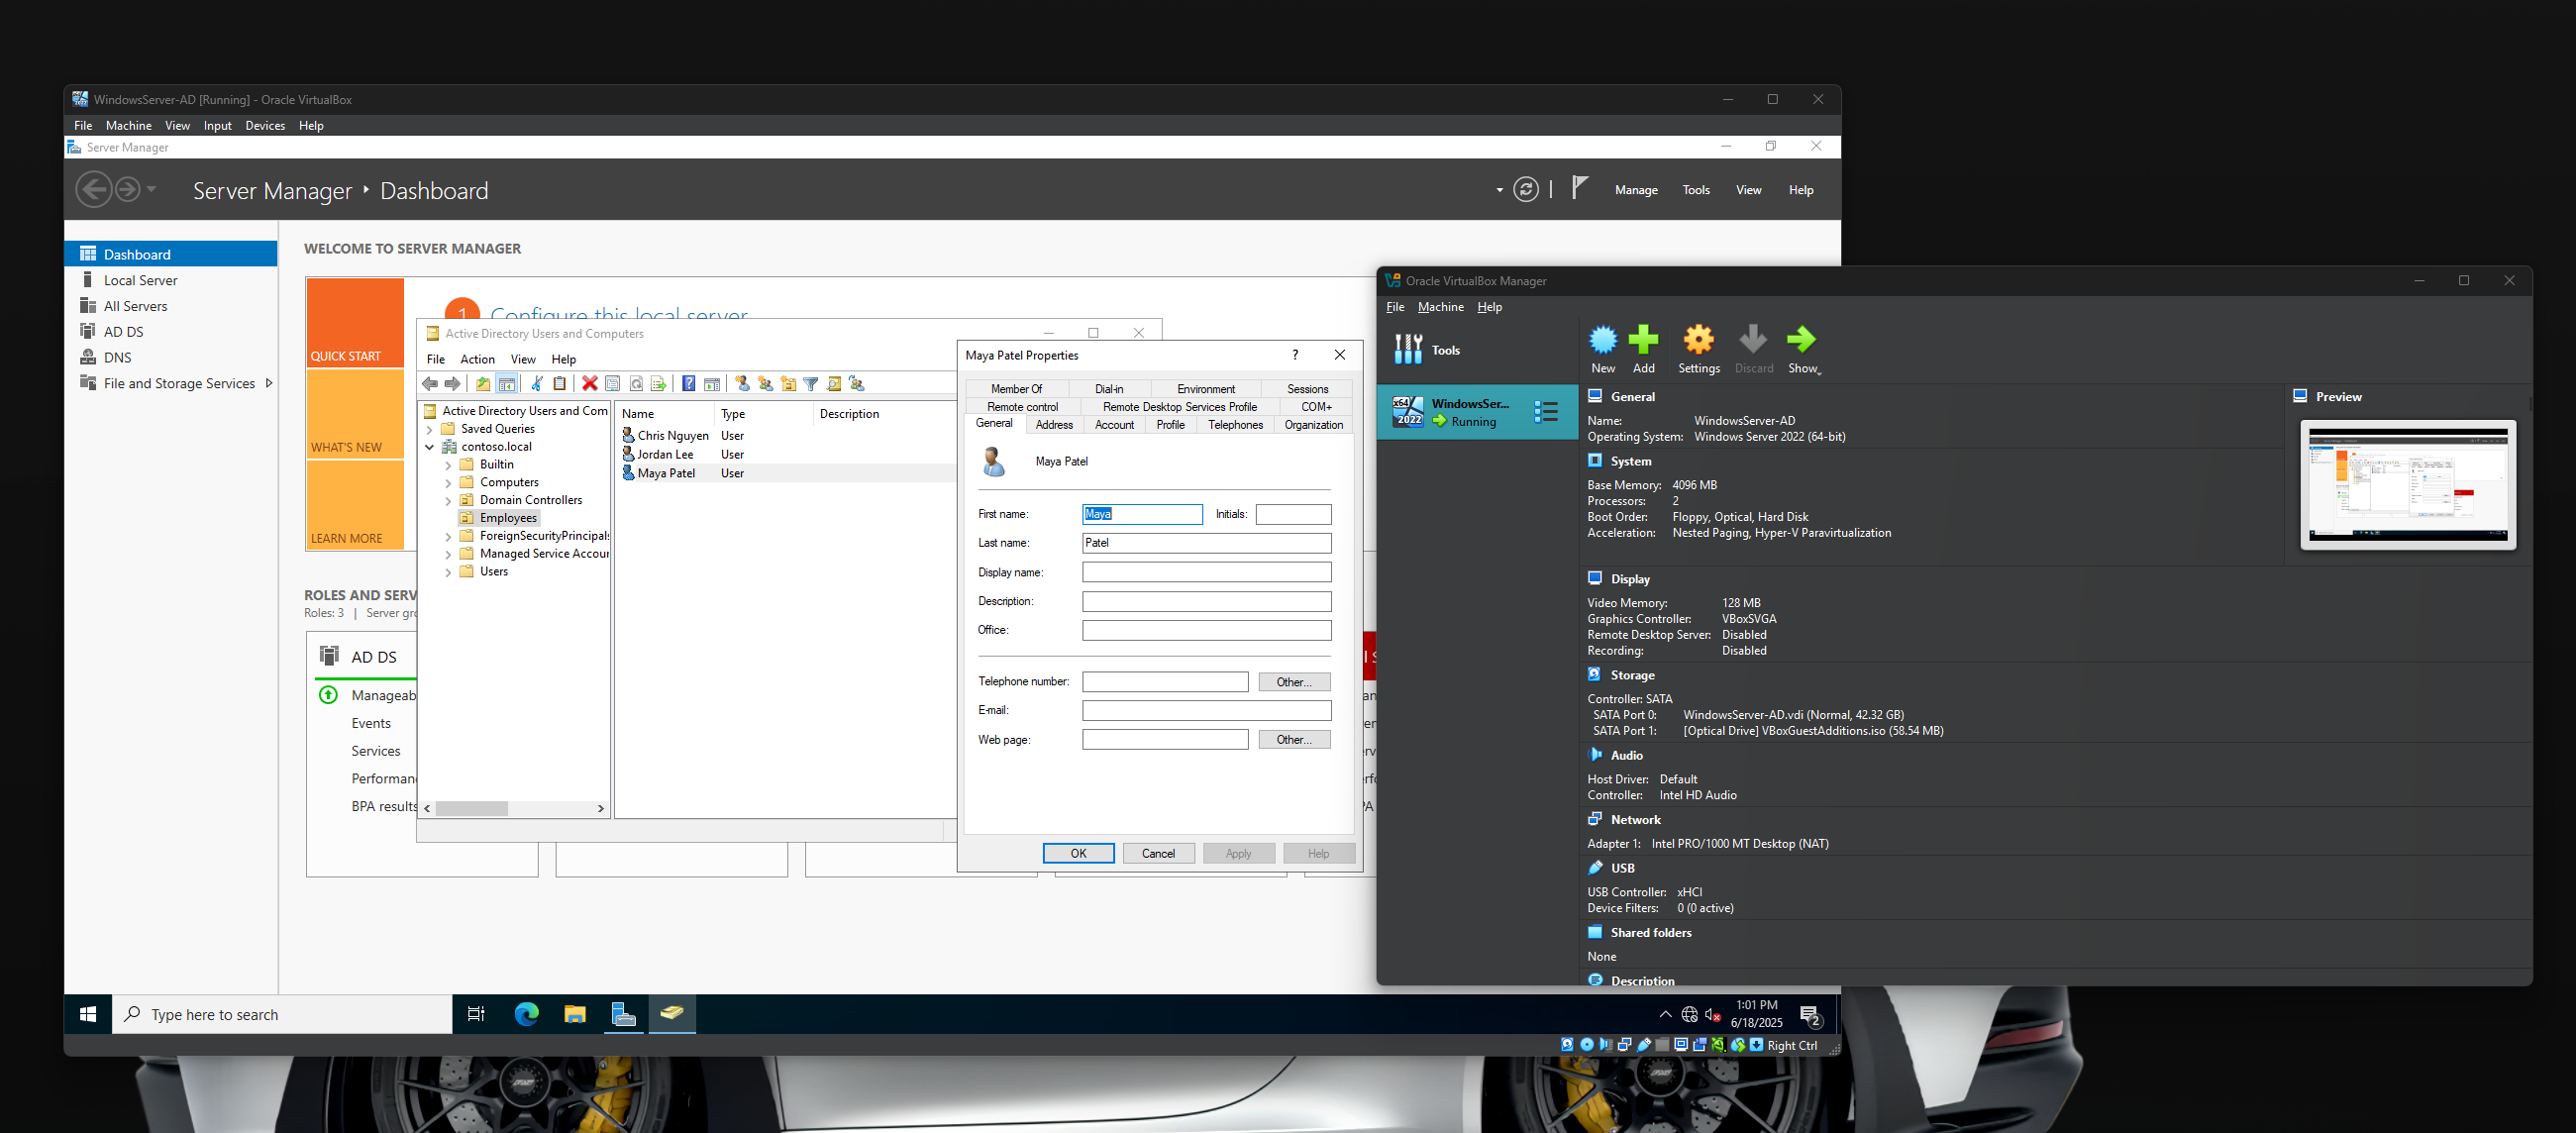 WindowsServer-AD [Running] - Oracle VirtualBox
File Machine View Input Devices Help
Server Manager
Server Manager ‣ Dashboard
Manage Tools View Help
Dashboard
Local Server
All Servers
AD DS
DNS
File and Storage Services
WELCOME TO SERVER MANAGER
QUICK START
WHAT'S NEW
LEARN MORE
1 Configure this local server
ROLES AND SERV
Roles: 3 | Server gro
AD DS
Manageab
Events
Services
Performan
BPA results
Active Directory Users and Computers
File Action View Help
Active Directory Users and Com
Saved Queries
contoso.local
Builtin
Computers
Domain Controllers
Employees
ForeignSecurityPrincipals
Managed Service Accour
Users
Name Type Description
Chris Nguyen User
Jordan Lee User
Maya Patel User
Maya Patel Properties
?
Member Of Dial-in Environment Sessions
Remote control Remote Desktop Services Profile COM+
General Address Account Profile Telephones Organization
Maya Patel
First name: Maya Initials:
Last name: Patel
Display name:
Description:
Office:
Telephone number: Other...
E-mail:
Web page: Other...
OK Cancel Apply Help
Type here to search
1:01 PM
6/18/2025
2
Right Ctrl
Oracle VirtualBox Manager
File Machine Help
Tools
New Add Settings Discard Show
x64
2022
WindowsSer...
Running
General
Name: WindowsServer-AD
Operating System: Windows Server 2022 (64-bit)
System
Base Memory: 4096 MB
Processors: 2
Boot Order: Floppy, Optical, Hard Disk
Acceleration: Nested Paging, Hyper-V Paravirtualization
Display
Video Memory: 128 MB
Graphics Controller: VBoxSVGA
Remote Desktop Server: Disabled
Recording: Disabled
Storage
Controller: SATA
SATA Port 0: WindowsServer-AD.vdi (Normal, 42.32 GB)
SATA Port 1: [Optical Drive] VBoxGuestAdditions.iso (58.54 MB)
Audio
Host Driver: Default
Controller: Intel HD Audio
Network
Adapter 1: Intel PRO/1000 MT Desktop (NAT)
USB
USB Controller: xHCI
Device Filters: 0 (0 active)
Shared folders
None
Description
Preview